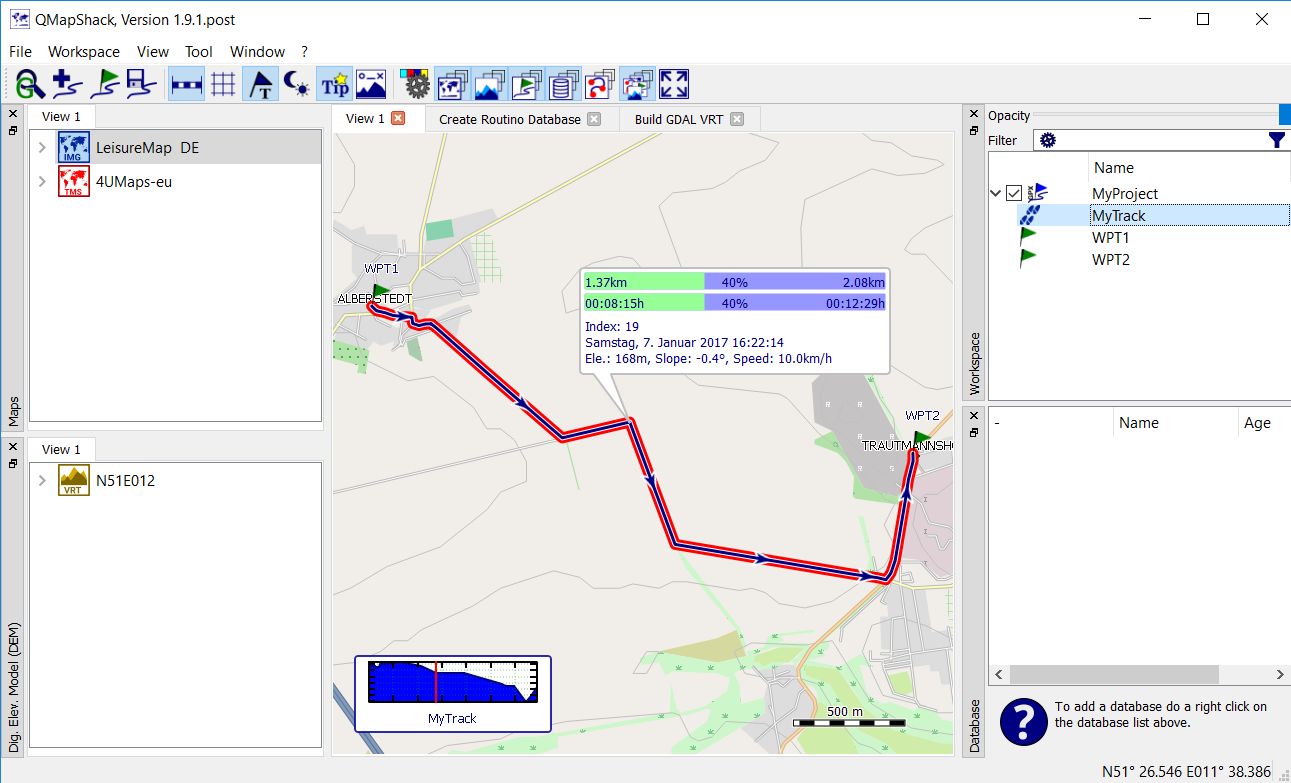 QMapShack, Version 1.9.1.post
File Workspace View Tool Window ?
Tip
View 1
IMG LeisureMap DE
TMS 4UMaps-eu
Maps
View 1
VRT N51E012
Dig. Elev. Model (DEM)
View 1 Create Routino Database Build GDAL VRT
WPT1
ALBERSTEDT
1.37km 40% 2.08km
00:08:15h 40% 00:12:29h
Index: 19
Samstag, 7. Januar 2017 16:22:14
Ele.: 168m, Slope: -0.4°, Speed: 10.0km/h
WPT2
TRAUTMANNSH
MyTrack
500 m
Opacity
Filter
Name
GPX MyProject
MyTrack
WPT1
WPT2
Workspace
- Name Age
Database
? To add a database do a right click on
the database list above.
N51° 26.546 E011° 38.386